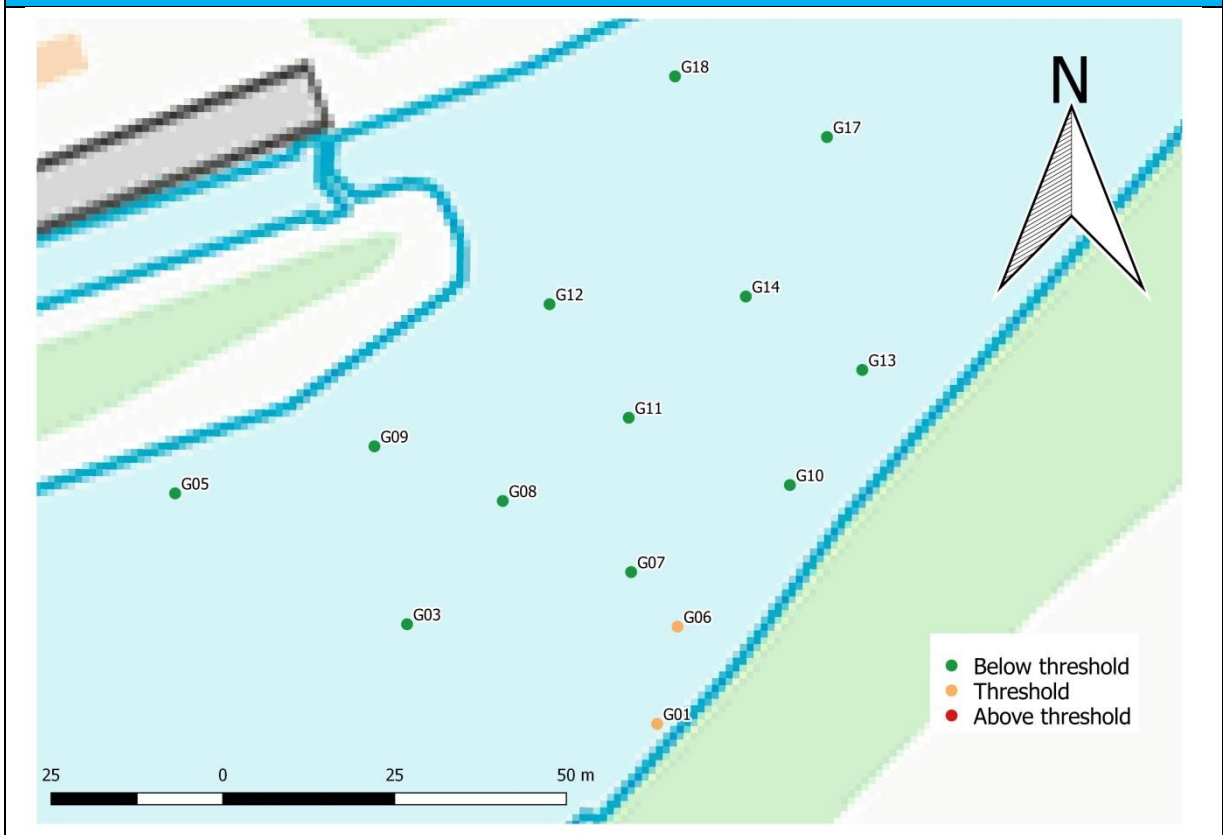 G18
N
G17
G12
G14
G13
G11
G09
G05
G08
G10
G07
G03
G06
Below threshold
Threshold
G01
Above threshold
25 0 25 50 m